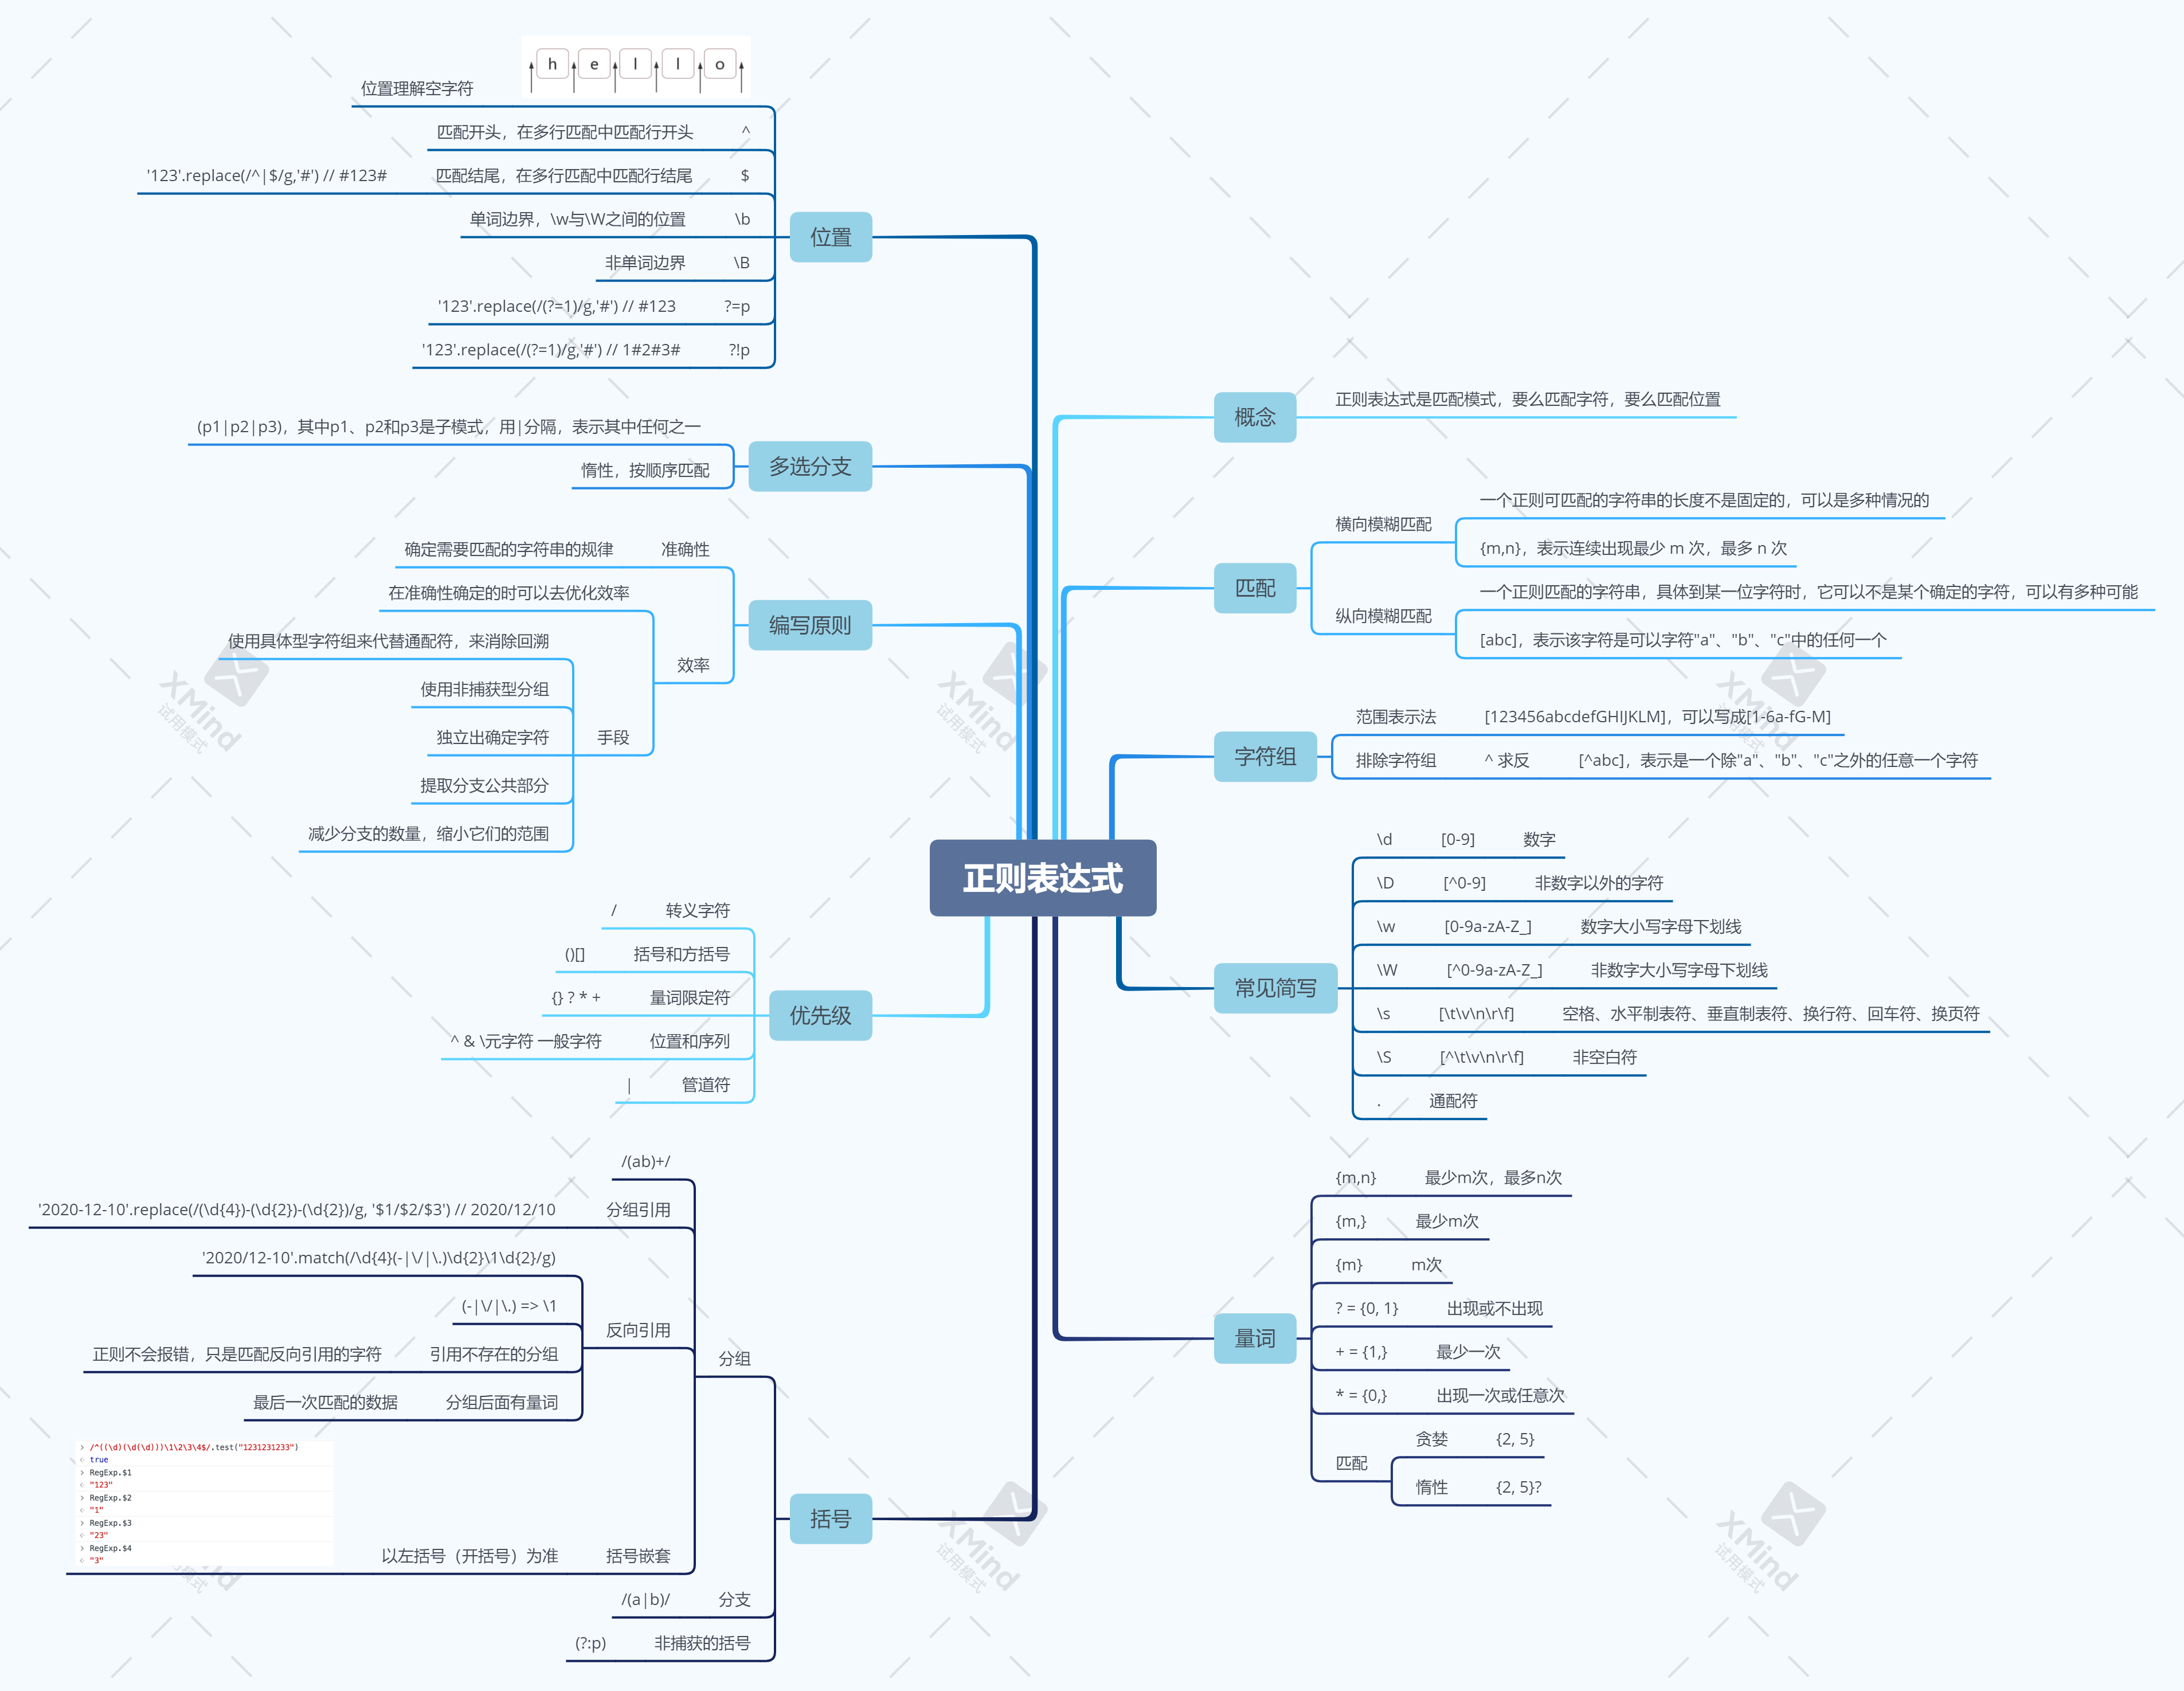 正则表达式
概念
正则表达式是匹配模式，要么匹配字符，要么匹配位置
匹配
横向模糊匹配
一个正则可匹配的字符串的长度不是固定的，可以是多种情况的
{m,n}，表示连续出现最少 m 次，最多 n 次
纵向模糊匹配
一个正则匹配的字符串，具体到某一位字符时，它可以不是某个确定的字符，可以有多种可能
[abc]，表示该字符是可以字符"a"、"b"、"c"中的任何一个
字符组
范围表示法 [123456abcdefGHIJKLM]，可以写成[1-6a-fG-M]
排除字符组 ^ 求反 [^abc]，表示是一个除"a"、"b"、"c"之外的任意一个字符
常见简写
\d [0-9] 数字
\D [^0-9] 非数字以外的字符
\w [0-9a-zA-Z_] 数字大小写字母下划线
\W [^0-9a-zA-Z_] 非数字大小写字母下划线
\s [\t\v\n\r\f] 空格、水平制表符、垂直制表符、换行符、回车符、换页符
\S [^\t\v\n\r\f] 非空白符
. 通配符
量词
{m,n} 最少m次，最多n次
{m,} 最少m次
{m} m次
? = {0, 1} 出现或不出现
+ = {1,} 最少一次
* = {0,} 出现一次或任意次
匹配
贪婪 {2, 5}
惰性 {2, 5}?
位置
h e l l o
位置理解空字符
匹配开头，在多行匹配中匹配行开头 ^
'123'.replace(/^|$/g,'#') // #123# 匹配结尾，在多行匹配中匹配行结尾 $
单词边界，\w与\W之间的位置 \b
非单词边界 \B
'123'.replace(/(?=1)/g,'#') // #123 ?=p
'123'.replace(/(?=1)/g,'#') // 1#2#3# ?!p
多选分支
(p1|p2|p3)，其中p1、p2和p3是子模式，用|分隔，表示其中任何之一
惰性，按顺序匹配
编写原则
确定需要匹配的字符串的规律 准确性
效率
在准确性确定的时可以去优化效率
手段
使用具体型字符组来代替通配符，来消除回溯
使用非捕获型分组
独立出确定字符
提取分支公共部分
减少分支的数量，缩小它们的范围
优先级
/ 转义字符
()[] 括号和方括号
{} ? * + 量词限定符
^ & \元字符 一般字符 位置和序列
| 管道符
括号
分组
/(ab)+/
'2020-12-10'.replace(/(\d{4})-(\d{2})-(\d{2})/g, '$1/$2/$3') // 2020/12/10 分组引用
反向引用
'2020/12-10'.match(/\d{4}(-|\/|\.)\d{2}\1\d{2}/g)
(-|\/|\.) => \1
正则不会报错，只是匹配反向引用的字符 引用不存在的分组
最后一次匹配的数据 分组后面有量词
以左括号（开括号）为准 括号嵌套
> /^((\d)(\d(\d)))\1\2\3\4$/.test("1231231233")
< true
> RegExp.$1
< "123"
> RegExp.$2
< "1"
> RegExp.$3
< "23"
> RegExp.$4
< "3"
/(a|b)/ 分支
(?:p) 非捕获的括号
XMind
试用模式
XMind
试用模式
XMind
试用模式
XMind
试用模式
XMind
试用模式